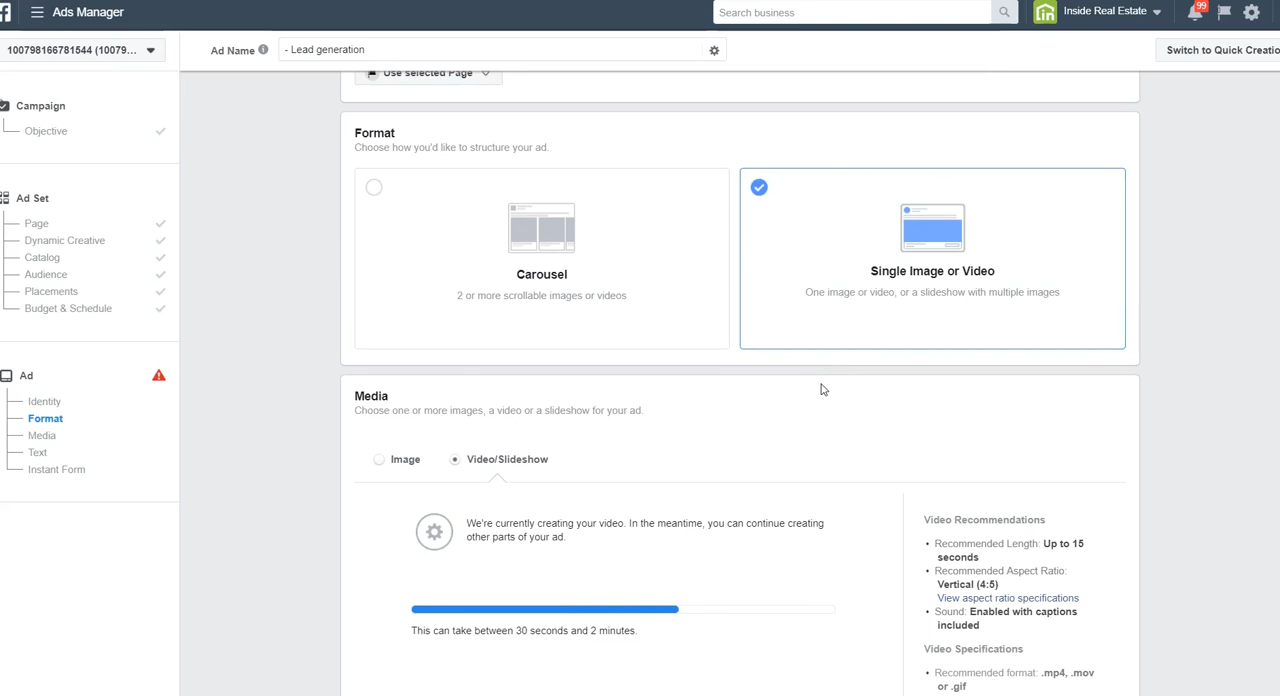 Ads Manager
Search business
Inside Real Estate
99
100798166781544 (10079...
Ad Name
- Lead generation
Switch to Quick Creatio
Use selected Page
Campaign
Objective
Ad Set
Page
Dynamic Creative
Catalog
Audience
Placements
Budget & Schedule
Ad
Identity
Format
Media
Text
Instant Form
Format
Choose how you'd like to structure your ad.
Carousel
2 or more scrollable images or videos
Single Image or Video
One image or video, or a slideshow with multiple images
Media
Choose one or more images, a video or a slideshow for your ad.
Image
Video/Slideshow
We're currently creating your video. In the meantime, you can continue creating
other parts of your ad.
This can take between 30 seconds and 2 minutes.
Video Recommendations
• Recommended Length: Up to 15
seconds
• Recommended Aspect Ratio:
Vertical (4:5)
View aspect ratio specifications
• Sound: Enabled with captions
included
Video Specifications
• Recommended format: .mp4, .mov
or .gif